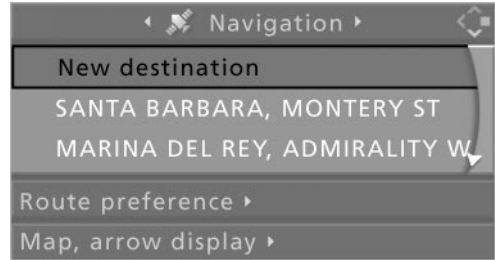 Navigation
New destination
SANTA BARBARA, MONTERY ST
MARINA DEL REY, ADMIRALITY W
Route preference
Map, arrow display